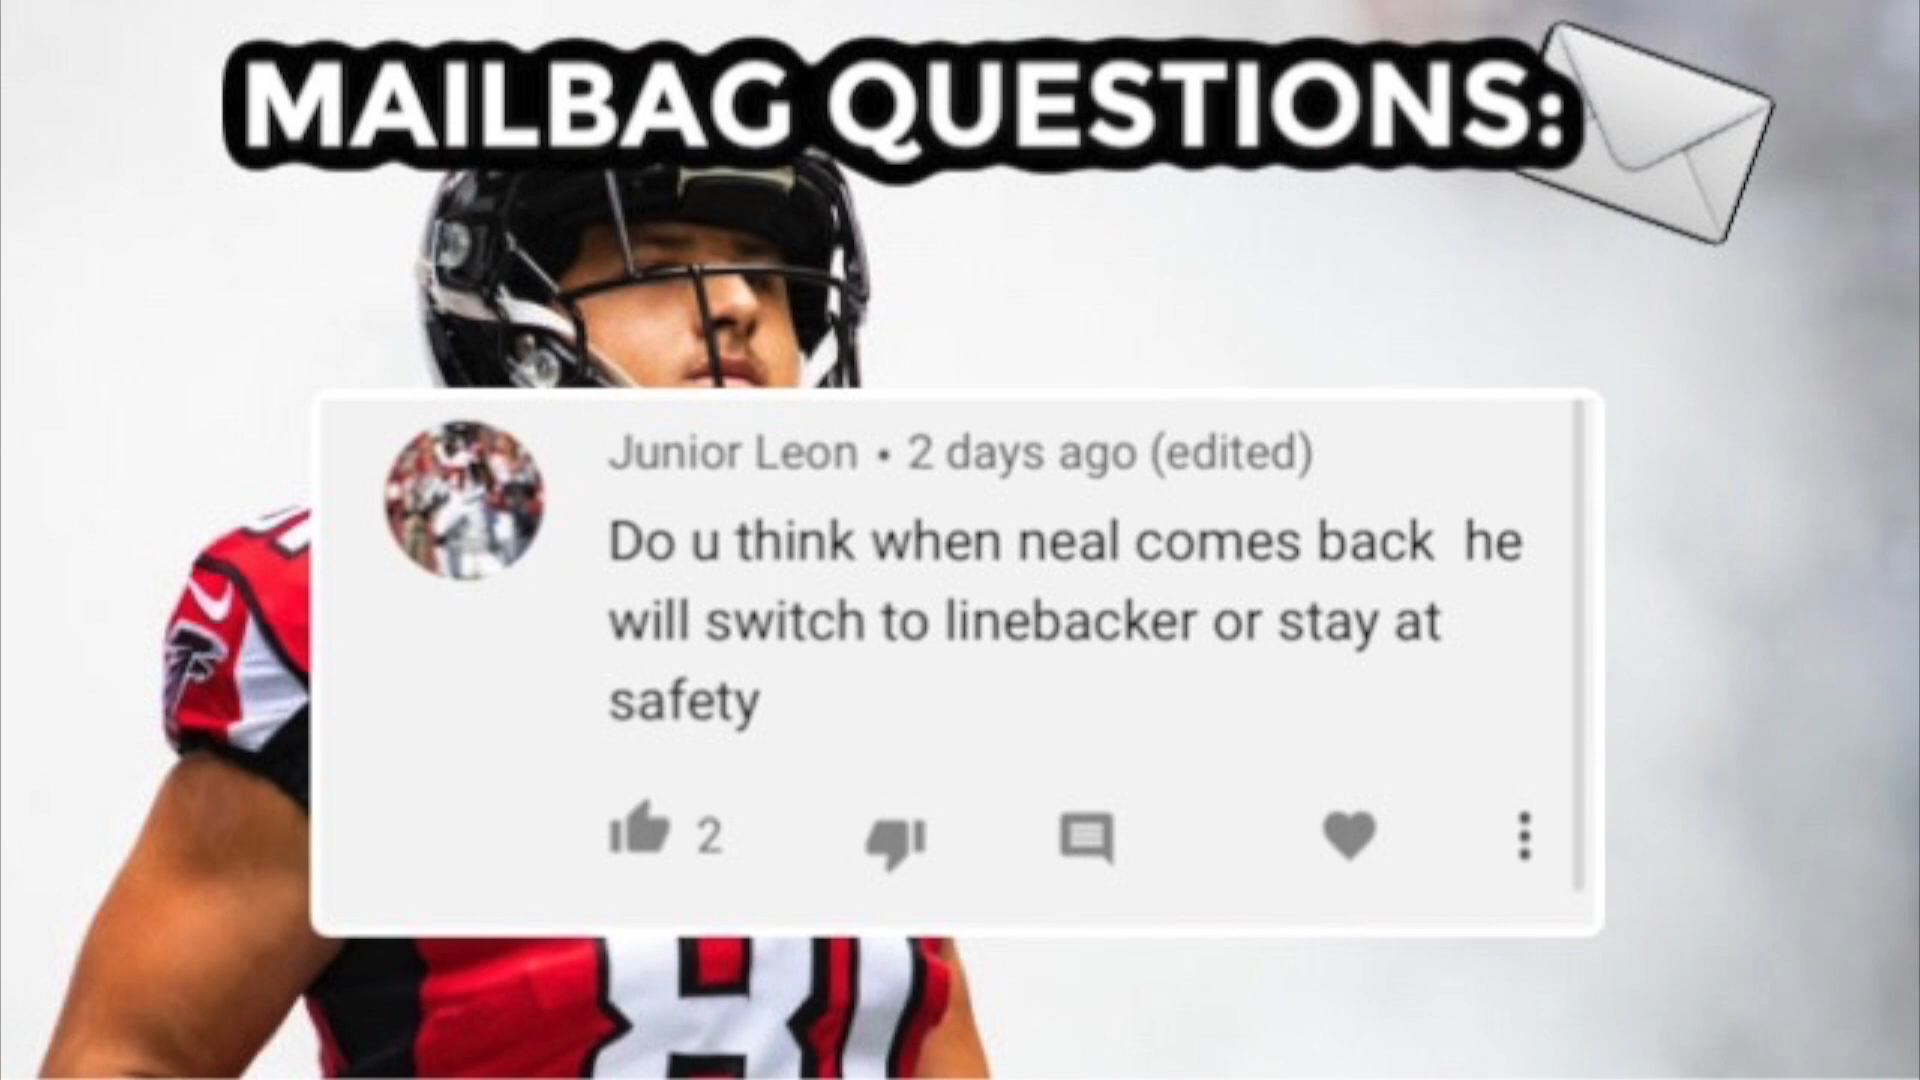 MAILBAG QUESTIONS:
Junior Leon • 2 days ago (edited)
Do u think when neal comes back  he
will switch to linebacker or stay at
safety
2